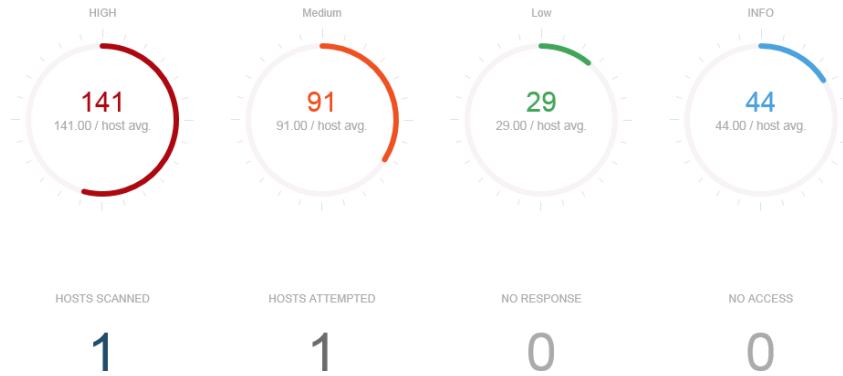 HIGH
Medium
Low
INFO
141
91
29
44
141.00 / host avg.
91.00 / host avg.
29.00 / host avg.
44.00 / host avg.
HOSTS SCANNED
HOSTS ATTEMPTED
NO RESPONSE
NO ACCESS
1
1
0
0